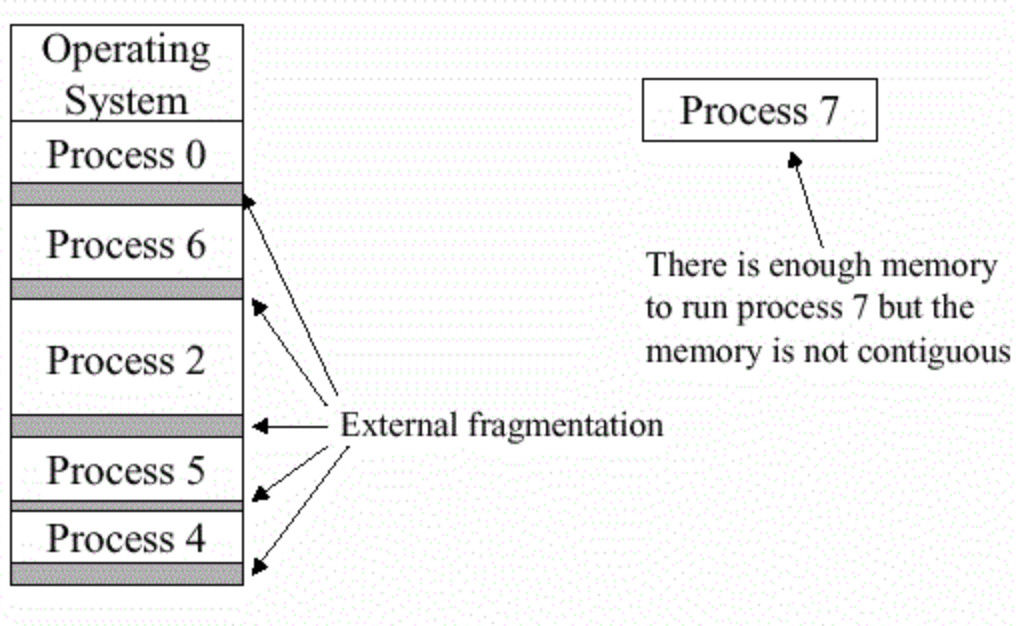 Operating
System
Process 0
Process 6
Process 2
Process 5
Process 4
External fragmentation
Process 7
There is enough memory
to run process 7 but the
memory is not contiguous